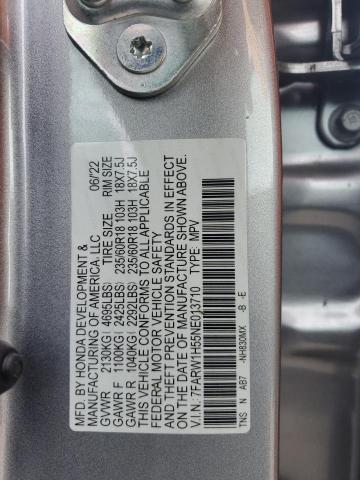 MFD. BY HONDA DEVELOPMENT & 06/22
MANUFACTURING OF AMERICA, LLC
GVWR 2130KG( 4695LBS) TIRE SIZE RIM SIZE
GAWR F 1100KG( 2425LBS) 235/60R18 103H 18X7.5J
GAWR R 1040KG( 2292LBS) 235/60R18 103H 18X7.5J
THIS VEHICLE CONFORMS TO ALL APPLICABLE
FEDERAL MOTOR VEHICLE SAFETY
AND THEFT PREVENTION STANDARDS IN EFFECT
ON THE DATE OF MANUFACTURE SHOWN ABOVE.
V.I.N.: 7FARW1H55NE013710 TYPE: MPV
TNS N AB7 -NH830MX -B -E